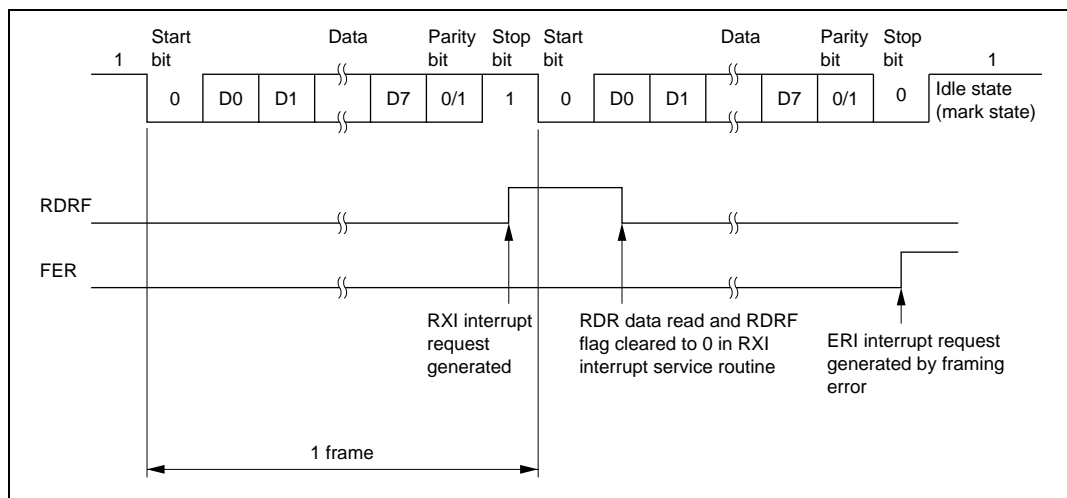 Start bit
Data
Parity bit
Stop bit
Start bit
Data
Parity bit
Stop bit
1
1
0
D0
D1
D7
0/1
1
0
D0
D1
D7
0/1
0
Idle state
(mark state)
RDRF
FER
RXI interrupt
request
generated
RDR data read and RDRF
flag cleared to 0 in RXI
interrupt service routine
ERI interrupt request
generated by framing
error
1 frame